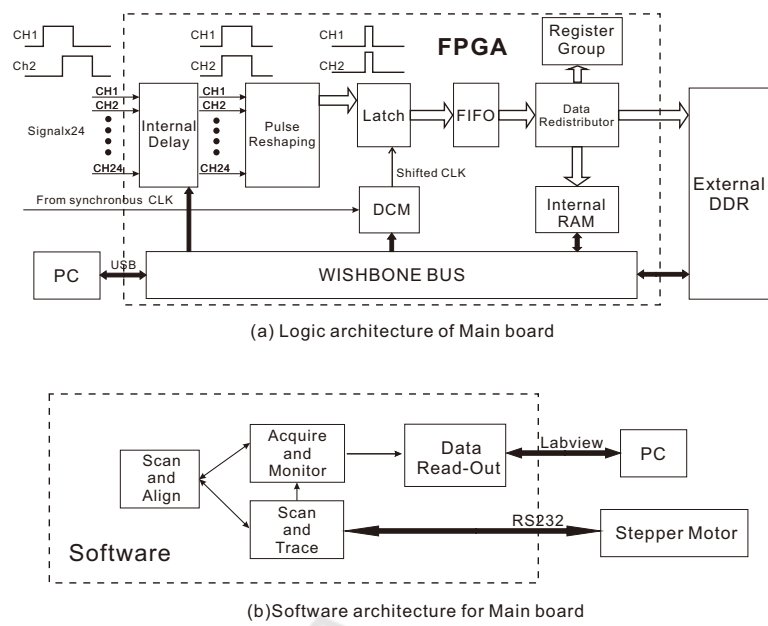 CH1
Ch2
CH1
CH2
CH1
CH2
FPGA
Register
Group
Signalx24
CH1
CH2
CH24
Internal
Delay
CH1
CH2
CH24
Pulse
Reshaping
Latch
FIFO
Data
Redistributor
External
DDR
Shifted CLK
From synchronous CLK
DCM
Internal
RAM
PC
USB
WISHBONE BUS
(a) Logic architecture of Main board
Scan
and
Align
Acquire
and
Monitor
Data
Read-Out
Labview
PC
Scan
and
Trace
RS232
Stepper Motor
Software
(b)Software architecture for Main board